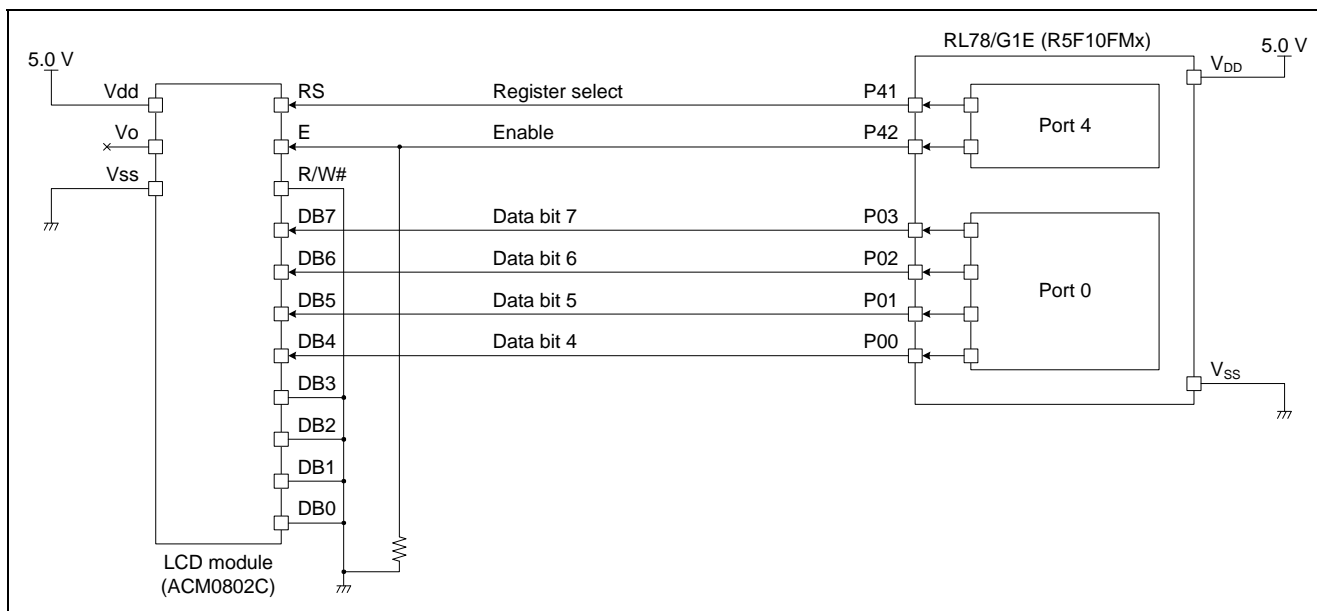 RL78/G1E (R5F10FMx)
5.0 V
5.0 V
VDD
Vdd
RS
Register select
P41
Port 4
Vo
E
Enable
P42
Vss
R/W#
DB7
Data bit 7
P03
DB6
Data bit 6
P02
Port 0
DB5
Data bit 5
P01
DB4
Data bit 4
P00
VSS
DB3
DB2
DB1
DB0
LCD module
(ACM0802C)